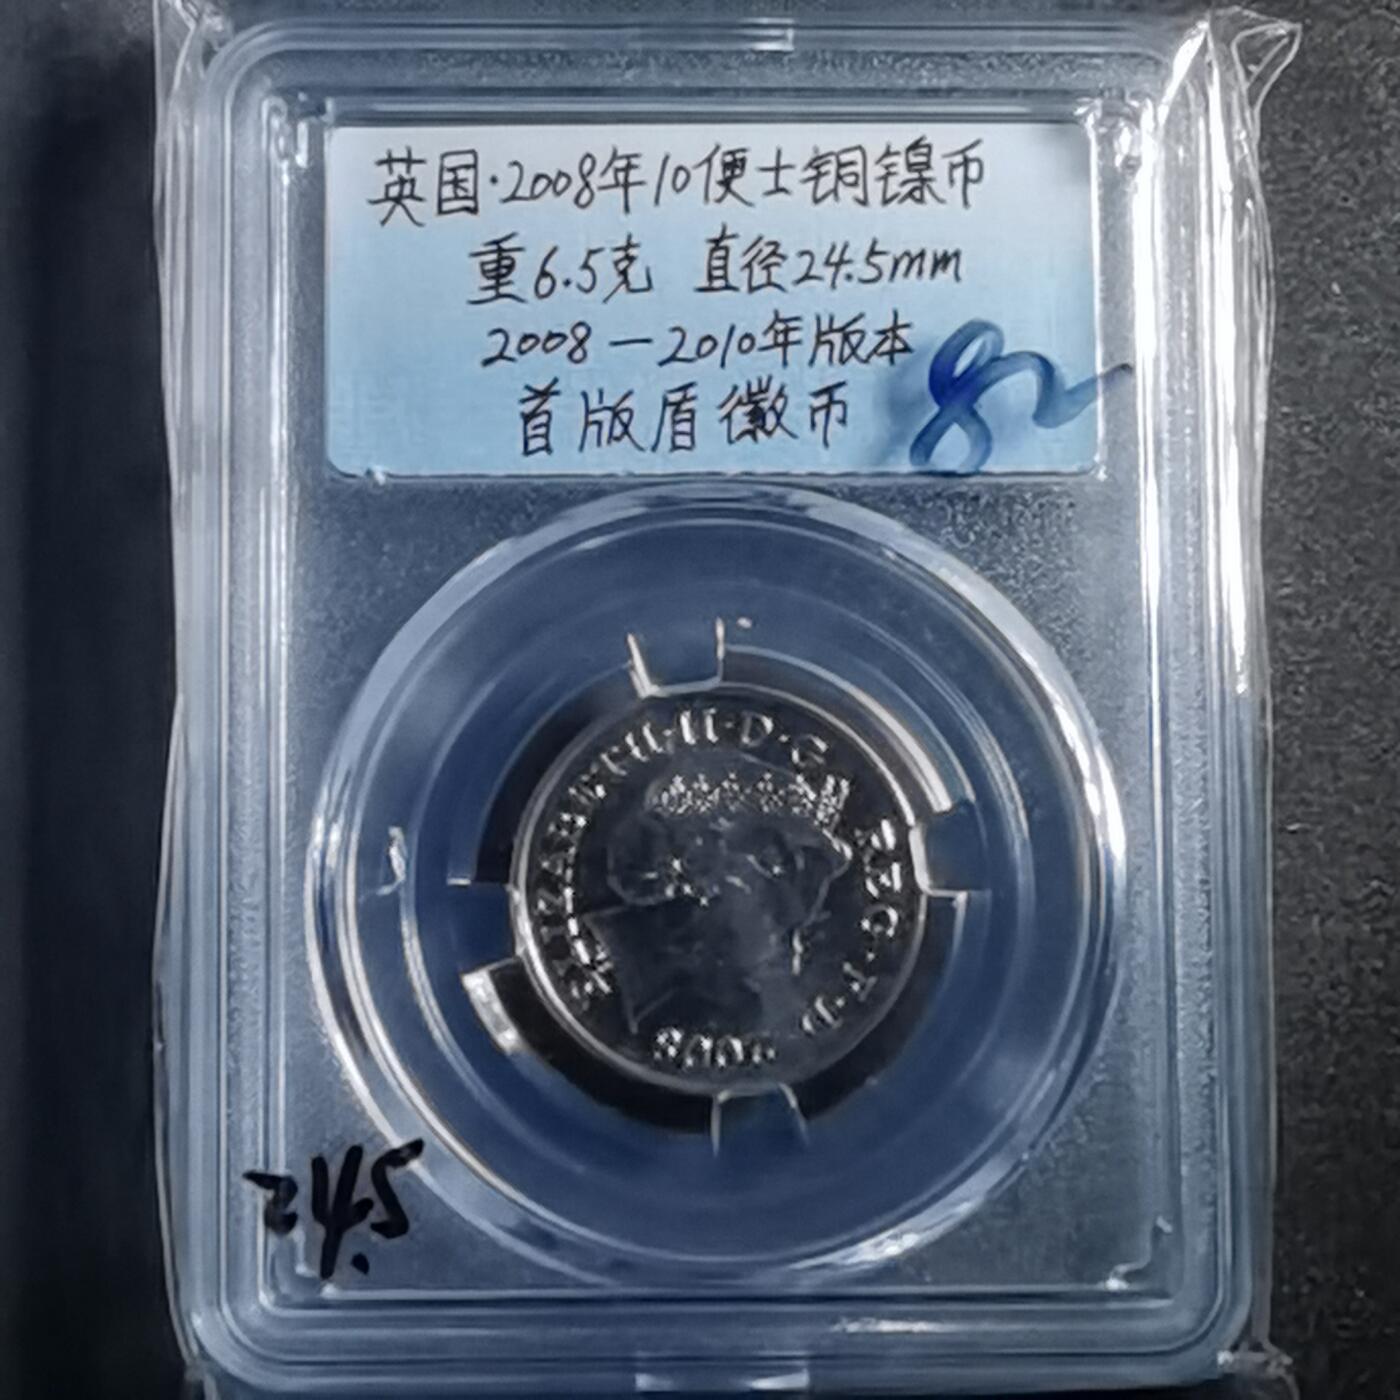 英国·2008年10便士铜镍币
重6.5克 直径24.5mm
2008-2010年版本
首版盾徽币
82
ELIZABETH·II·D·G
REG·F·D
2008
24.5